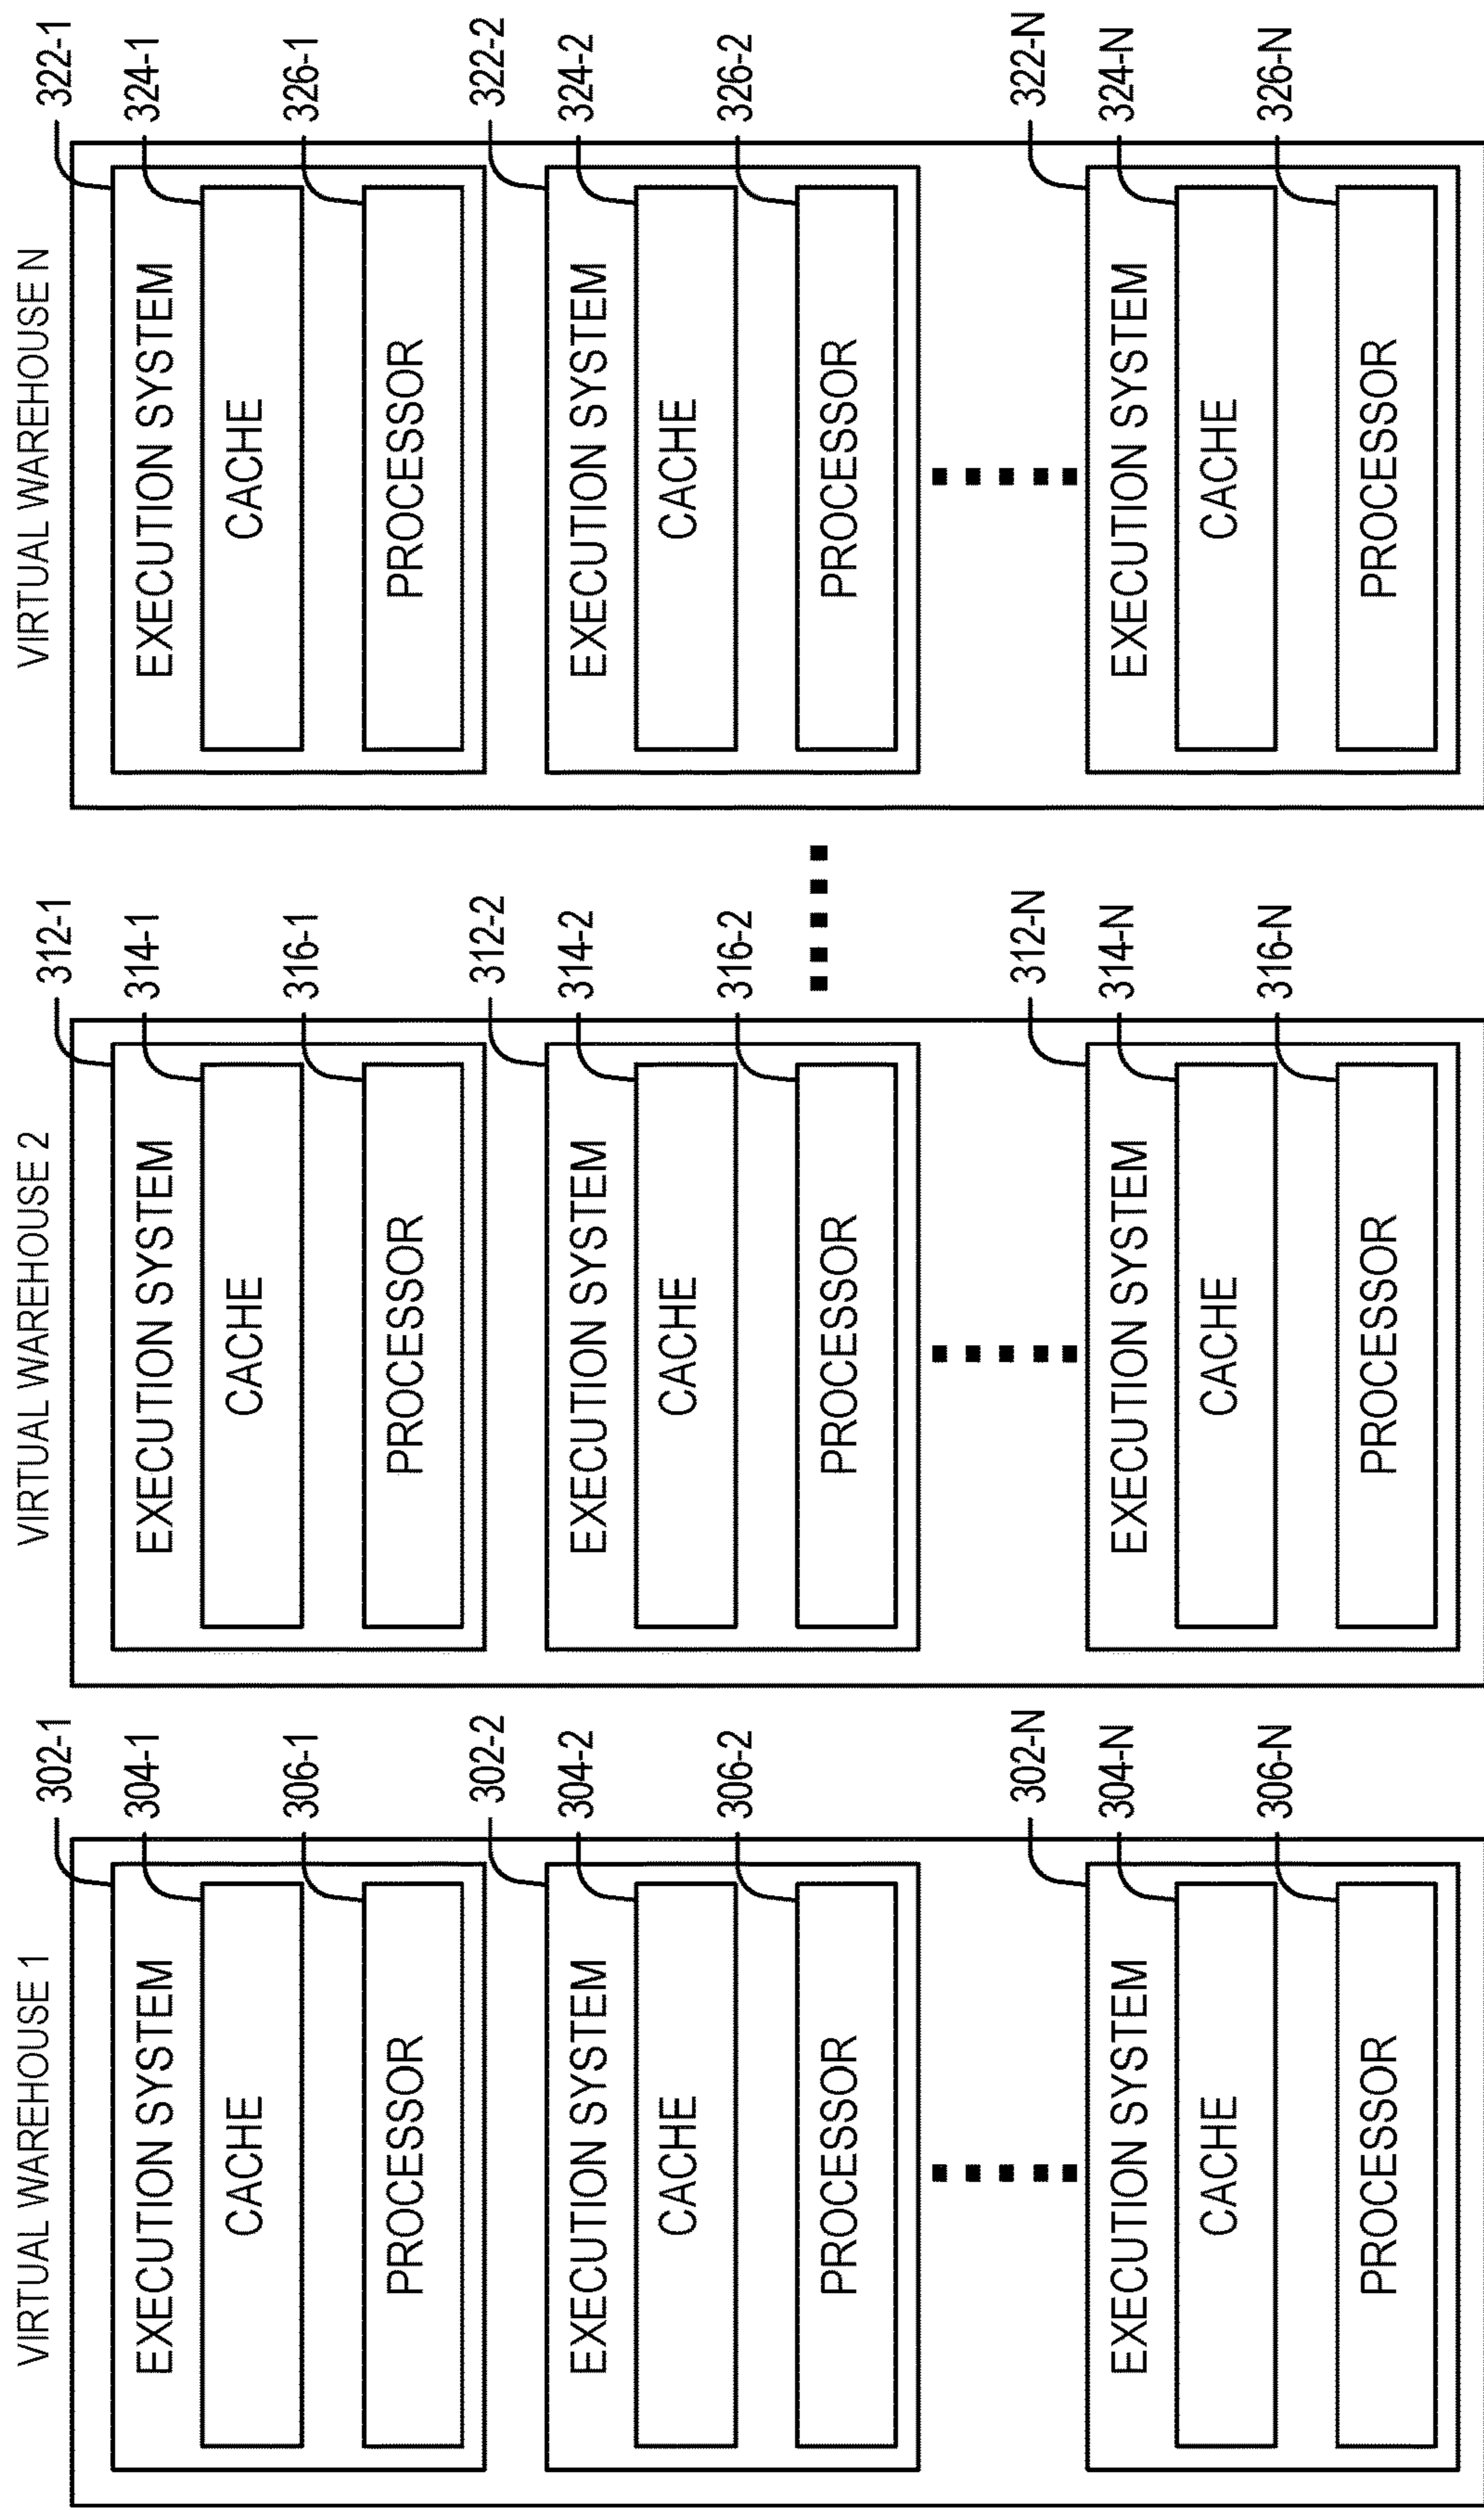 VIRTUAL WAREHOUSE 1
302-1
EXECUTION SYSTEM
304-1
CACHE
306-1
PROCESSOR
302-2
EXECUTION SYSTEM
304-2
CACHE
306-2
PROCESSOR
302-N
EXECUTION SYSTEM
304-N
CACHE
306-N
PROCESSOR
VIRTUAL WAREHOUSE 2
312-1
EXECUTION SYSTEM
314-1
CACHE
316-1
PROCESSOR
312-2
EXECUTION SYSTEM
314-2
CACHE
316-2
PROCESSOR
312-N
EXECUTION SYSTEM
314-N
CACHE
316-N
PROCESSOR
VIRTUAL WAREHOUSE N
322-1
EXECUTION SYSTEM
324-1
CACHE
326-1
PROCESSOR
322-2
EXECUTION SYSTEM
324-2
CACHE
326-2
PROCESSOR
322-N
EXECUTION SYSTEM
324-N
CACHE
326-N
PROCESSOR